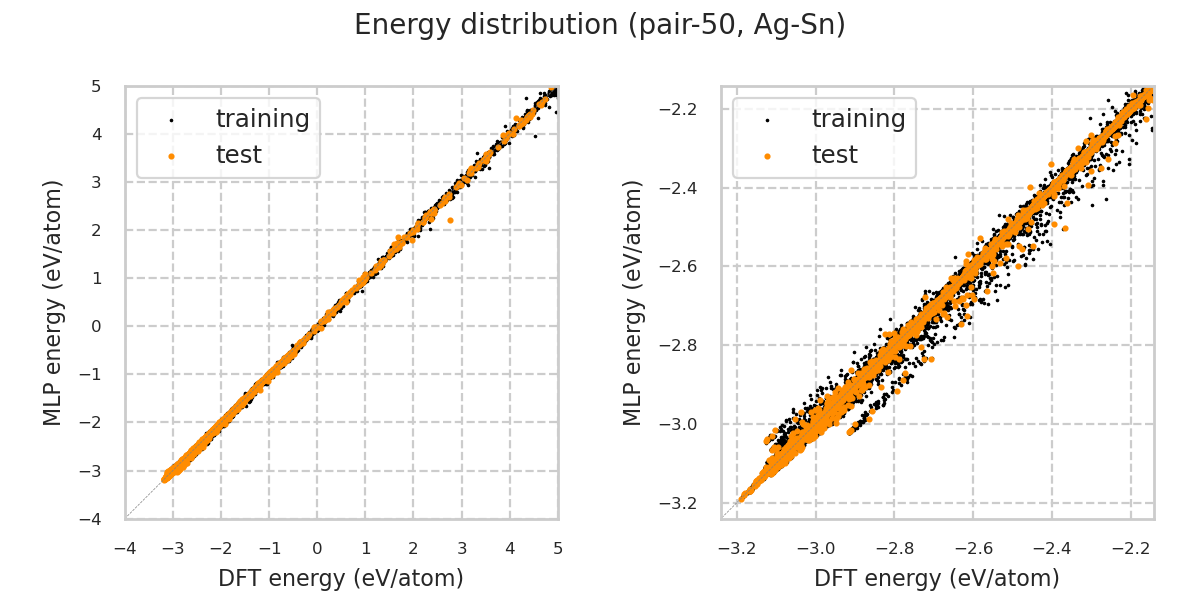 Energy distribution (pair-50, Ag-Sn)
training
test
5
4
3
2
1
0
−1
−2
−3
−4
MLP energy (eV/atom)
−4 −3 −2 −1 0 1 2 3 4 5
DFT energy (eV/atom)
training
test
−2.2
−2.4
−2.6
−2.8
−3.0
−3.2
MLP energy (eV/atom)
−3.2 −3.0 −2.8 −2.6 −2.4 −2.2
DFT energy (eV/atom)